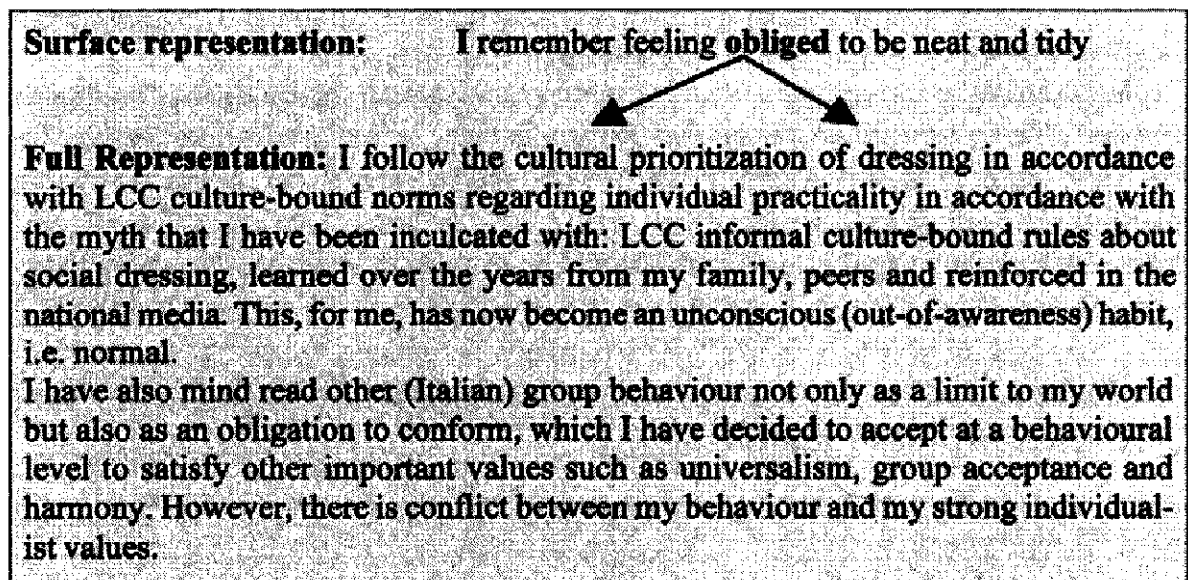 Surface representation: I remember feeling obliged to be neat and tidy
Full Representation: I follow the cultural prioritization of dressing in accordance
with LCC culture-bound norms regarding individual practicality in accordance with
the myth that I have been inculcated with: LCC informal culture-bound rules about
social dressing, learned over the years from my family, peers and reinforced in the
national media. This, for me, has now become an unconscious (out-of-awareness) habit,
i.e. normal.
I have also mind read other (Italian) group behaviour not only as a limit to my world
but also as an obligation to conform, which I have decided to accept at a behavioural
level to satisfy other important values such as universalism, group acceptance and
harmony. However, there is conflict between my behaviour and my strong individual-
ist values.